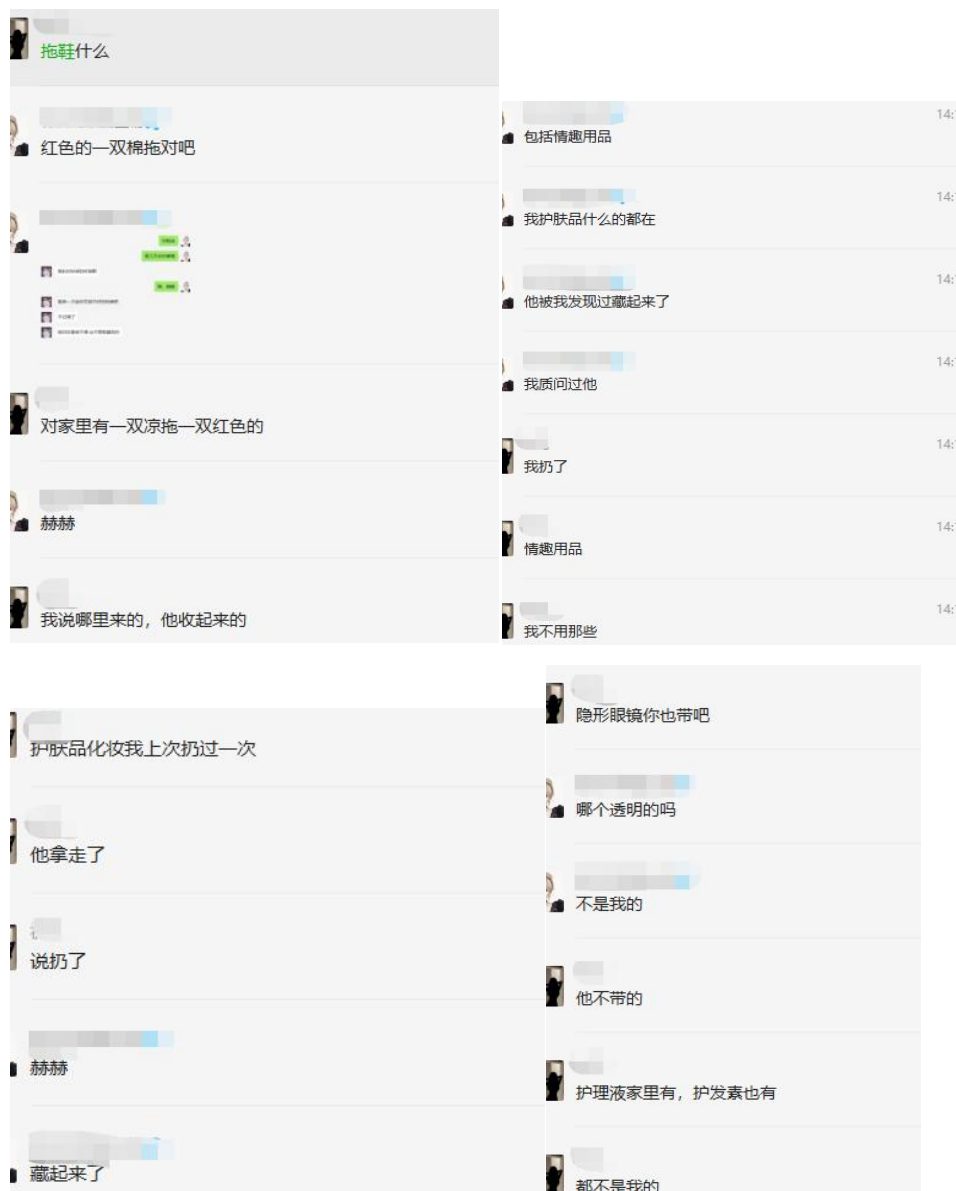 拖鞋什么
红色的一双棉拖对吧
对家里有一双凉拖一双红色的
赫赫
我说哪里来的，他收起来的
14:
包括情趣用品
14:
我护肤品什么的都在
14:
他被我发现过藏起来了
14:
我质问过他
14:
我扔了
14:
情趣用品
14:
我不用那些
护肤品化妆我上次扔过一次
他拿走了
说扔了
赫赫
藏起来了
隐形眼镜你也带吧
哪个透明的吗
不是我的
他不带的
护理液家里有，护发素也有
都不是我的